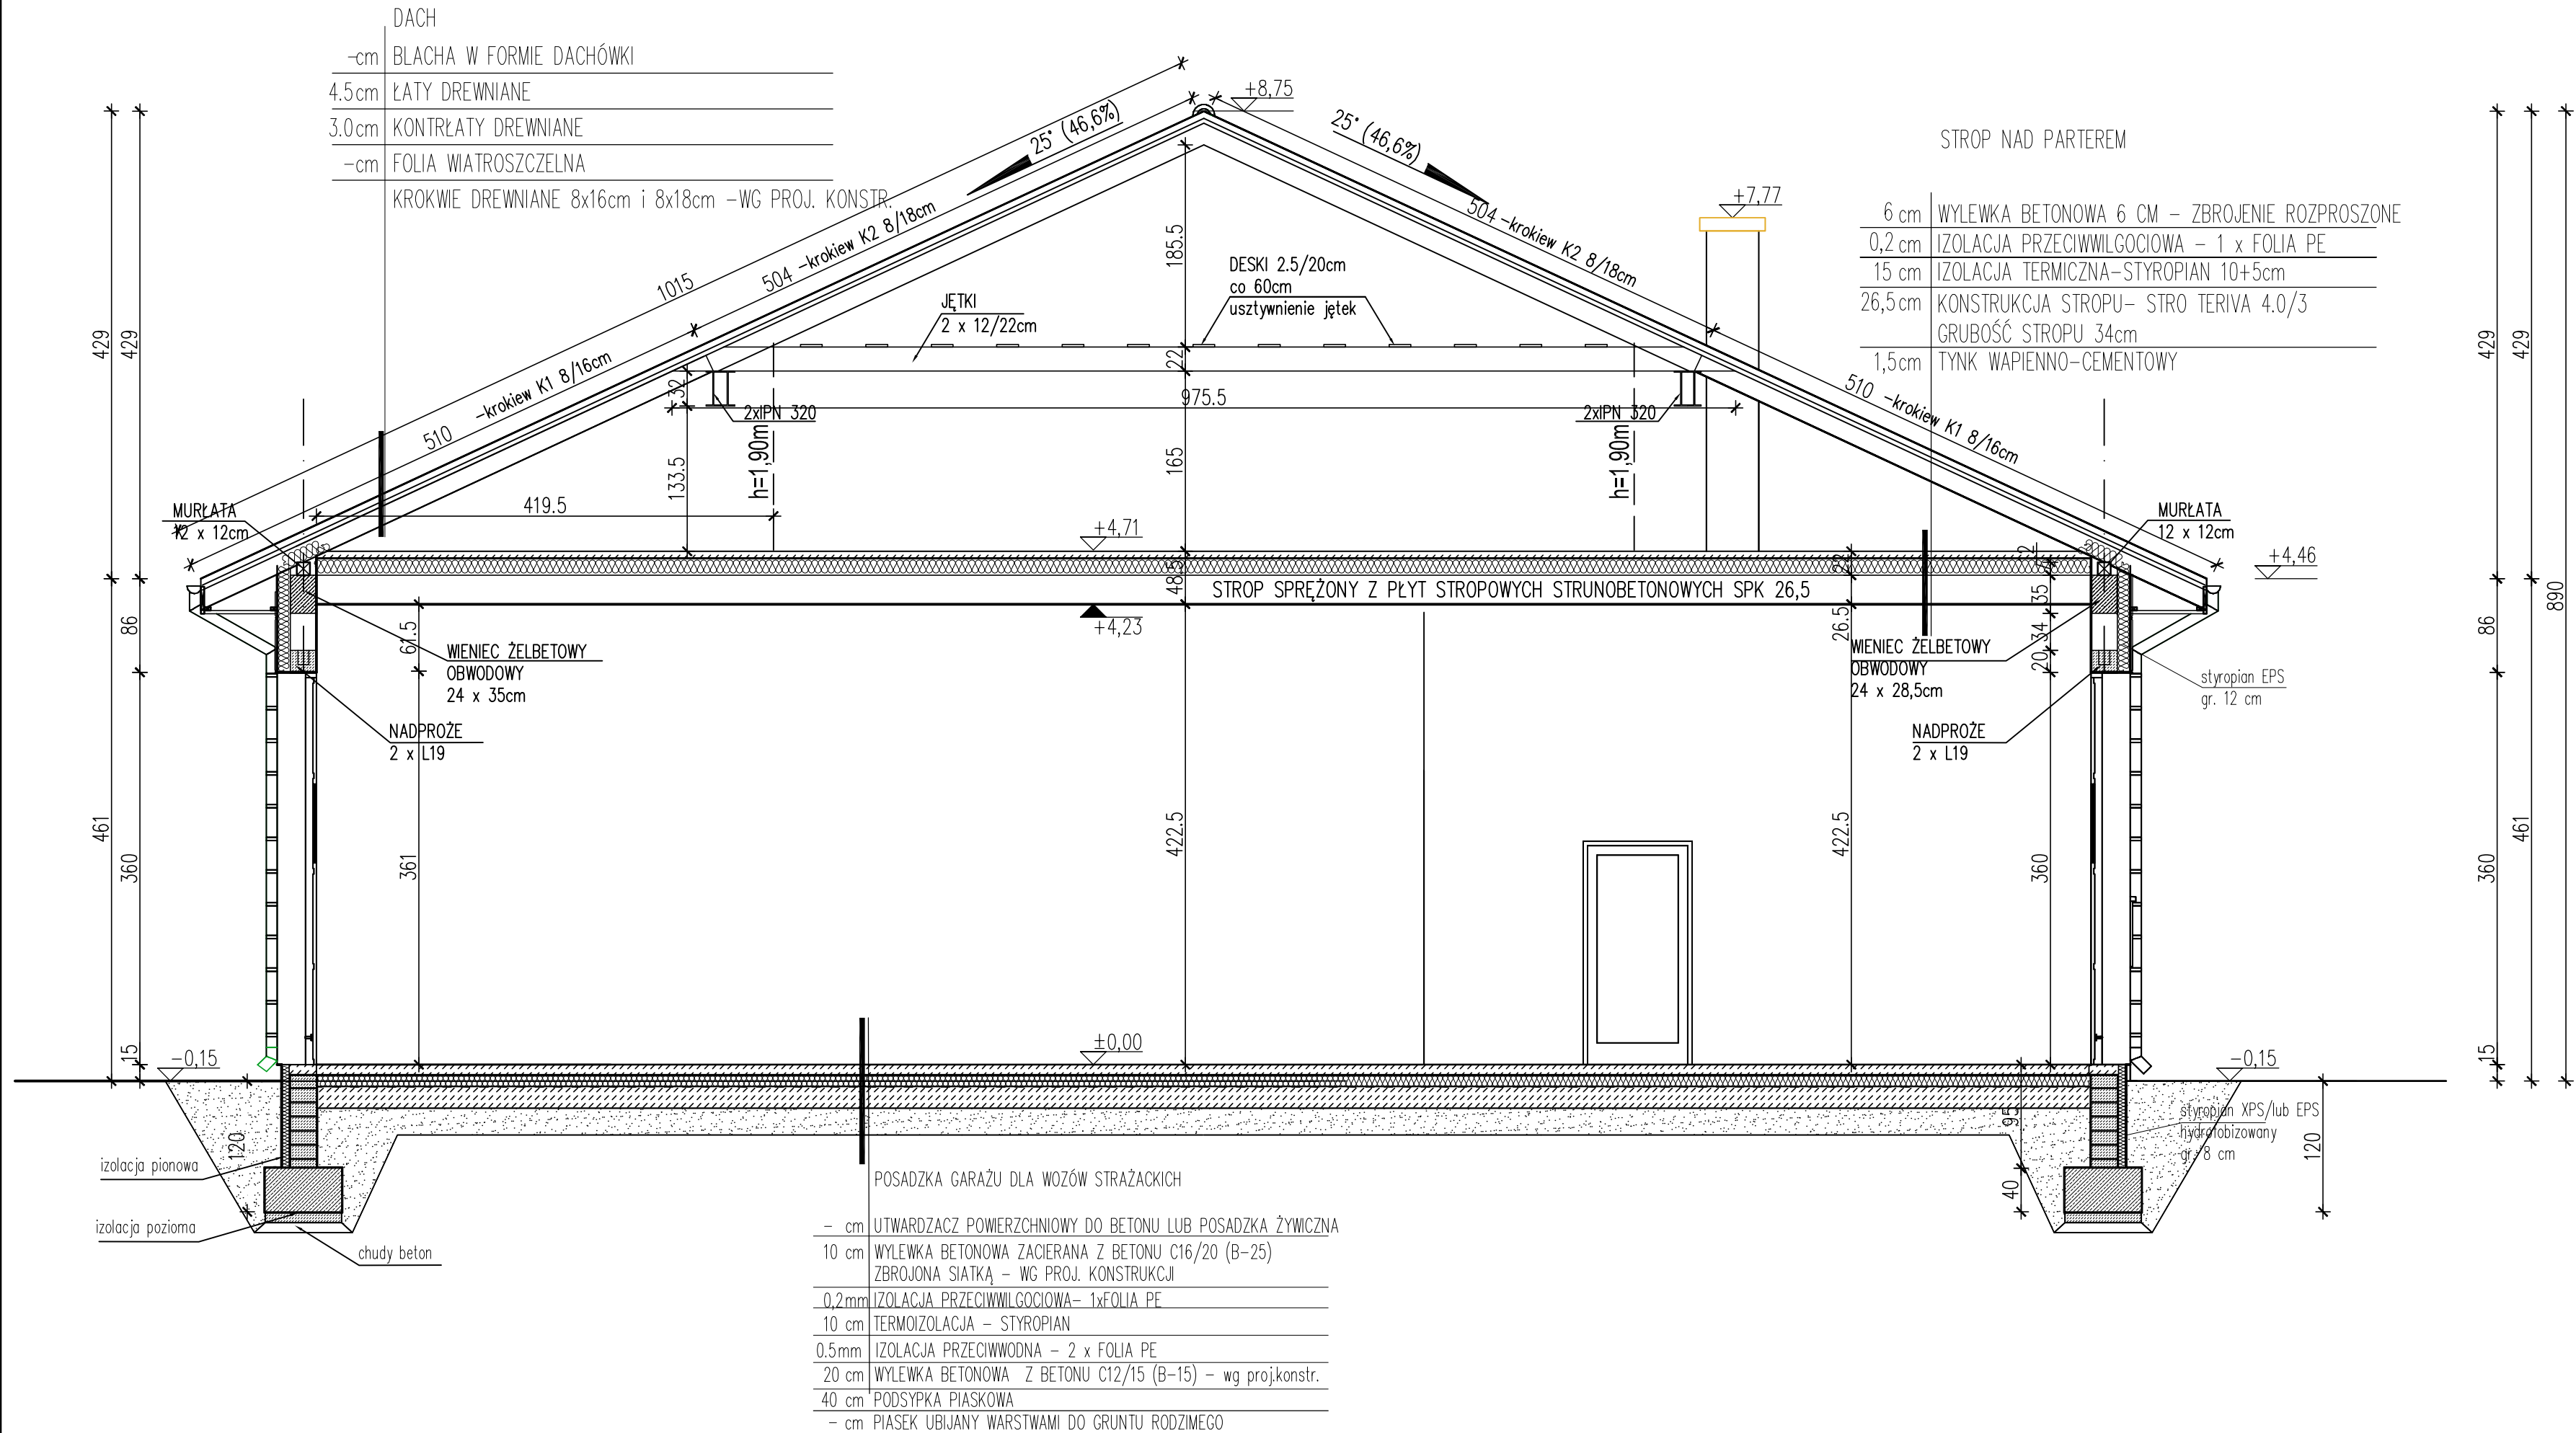 DACH
-cm BLACHA W FORMIE DACHÓWKI
4.5cm ŁATY DREWNIANE
3.0cm KONTRŁATY DREWNIANE
-cm FOLIA WIATROSZCZELNA
KROKWIE DREWNIANE 8x16cm i 8x18cm -WG PROJ. KONSTR.
25° (46,6%)
+8,75
25° (46,6%)
1015
504 -krokiew K2 8/18cm
504 -krokiew K2 8/18cm
510 -krokiew K1 8/16cm
510 -krokiew K1 8/16cm
+7,77
STROP NAD PARTEREM
6 cm WYLEWKA BETONOWA 6 CM - ZBROJENIE ROZPROSZONE
0,2 cm IZOLACJA PRZECIWWILGOCIOWA - 1 x FOLIA PE
15 cm IZOLACJA TERMICZNA-STYROPIAN 10+5cm
26,5cm KONSTRUKCJA STROPU- STRO TERIVA 4.0/3
GRUBOŚĆ STROPU 34cm
1,5cm TYNK WAPIENNO-CEMENTOWY
JĘTKI
2 x 12/22cm
DESKI 2.5/20cm
co 60cm
usztywnienie jętek
185.5
22
975.5
32
2xIPN 320
2xIPN 320
133.5
h=1,90m
165
h=1,90m
419.5
429
429
429
429
MURŁATA
12 x 12cm
MURŁATA
12 x 12cm
+4,71
+4,46
48.5
22
12
STROP SPRĘŻONY Z PŁYT STROPOWYCH STRUNOBETONOWYCH SPK 26,5
+4,23
86
61.5
26.5
35
34
20
86
890
WIENIEC ŻELBETOWY
OBWODOWY
24 x 35cm
WIENIEC ŻELBETOWY
OBWODOWY
24 x 28,5cm
styropian EPS
gr. 12 cm
NADPROŻE
2 x L19
NADPROŻE
2 x L19
461
360
361
422.5
422.5
360
360
461
15
-0,15
±0,00
-0,15
15
120
95
40
120
styropian XPS/lub EPS
hydrofobizowany
gr. 8 cm
izolacja pionowa
izolacja pozioma
chudy beton
POSADZKA GARAŻU DLA WOZÓW STRAŻACKICH
- cm UTWARDZACZ POWIERZCHNIOWY DO BETONU LUB POSADZKA ŻYWICZNA
10 cm WYLEWKA BETONOWA ZACIERANA Z BETONU C16/20 (B-25)
ZBROJONA SIATKĄ - WG PROJ. KONSTRUKCJI
0,2mm IZOLACJA PRZECIWWILGOCIOWA- 1xFOLIA PE
10 cm TERMOIZOLACJA - STYROPIAN
0.5mm IZOLACJA PRZECIWWODNA - 2 x FOLIA PE
20 cm WYLEWKA BETONOWA Z BETONU C12/15 (B-15) - wg proj.konstr.
40 cm PODSYPKA PIASKOWA
- cm PIASEK UBIJANY WARSTWAMI DO GRUNTU RODZIMEGO